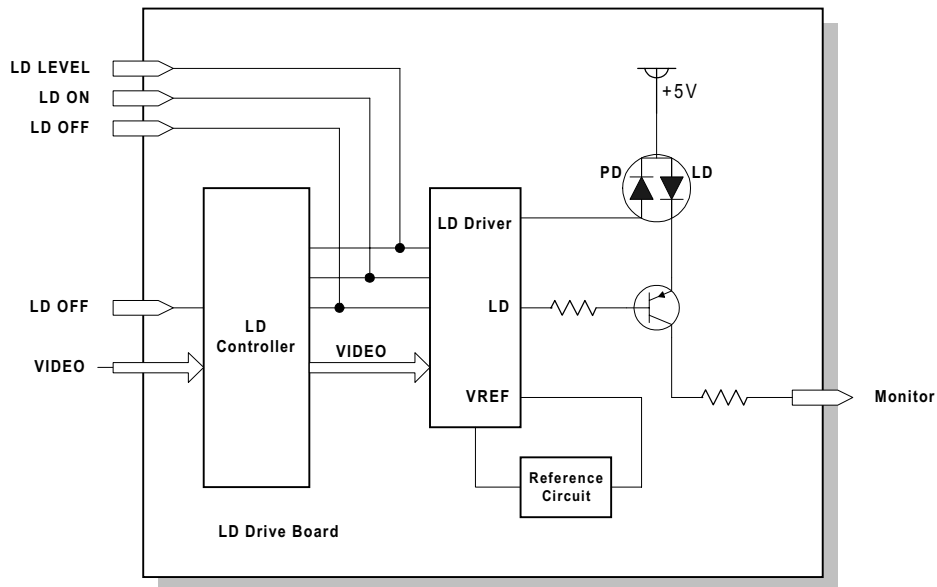 LD LEVEL
LD ON
LD OFF
+5V
PD
LD
LD Driver
LD OFF
LD
LD
Controller
VIDEO
VIDEO
VREF
Monitor
Reference
Circuit
LD Drive Board